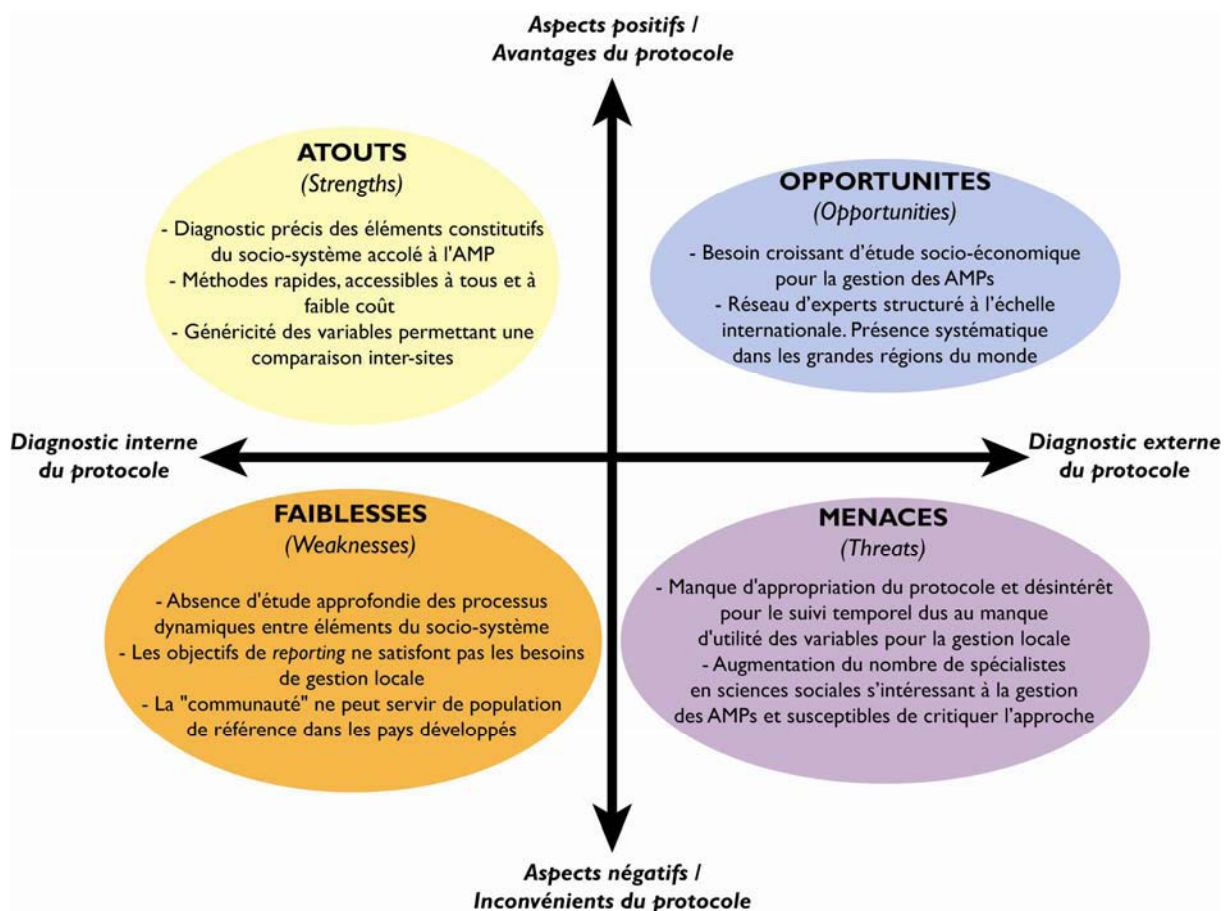 Aspects positifs /
Avantages du protocole
ATOUTS
(Strengths)
- Diagnostic précis des éléments constitutifs
du socio-système accolé à l'AMP
- Méthodes rapides, accessibles à tous et à
faible coût
- Généricité des variables permettant une
comparaison inter-sites
OPPORTUNITES
(Opportunities)
- Besoin croissant d'étude socio-économique
pour la gestion des AMPs
- Réseau d'experts structuré à l'échelle
internationale. Présence systématique
dans les grandes régions du monde
Diagnostic interne
du protocole
Diagnostic externe
du protocole
FAIBLESSES
(Weaknesses)
- Absence d'étude approfondie des processus
dynamiques entre éléments du socio-système
- Les objectifs de reporting ne satisfont pas les besoins
de gestion locale
- La "communauté" ne peut servir de population
de référence dans les pays développés
MENACES
(Threats)
- Manque d'appropriation du protocole et désintérêt
pour le suivi temporel dus au manque
d'utilité des variables pour la gestion locale
- Augmentation du nombre de spécialistes
en sciences sociales s'intéressant à la gestion
des AMPs et susceptibles de critiquer l'approche
Aspects négatifs /
Inconvénients du protocole